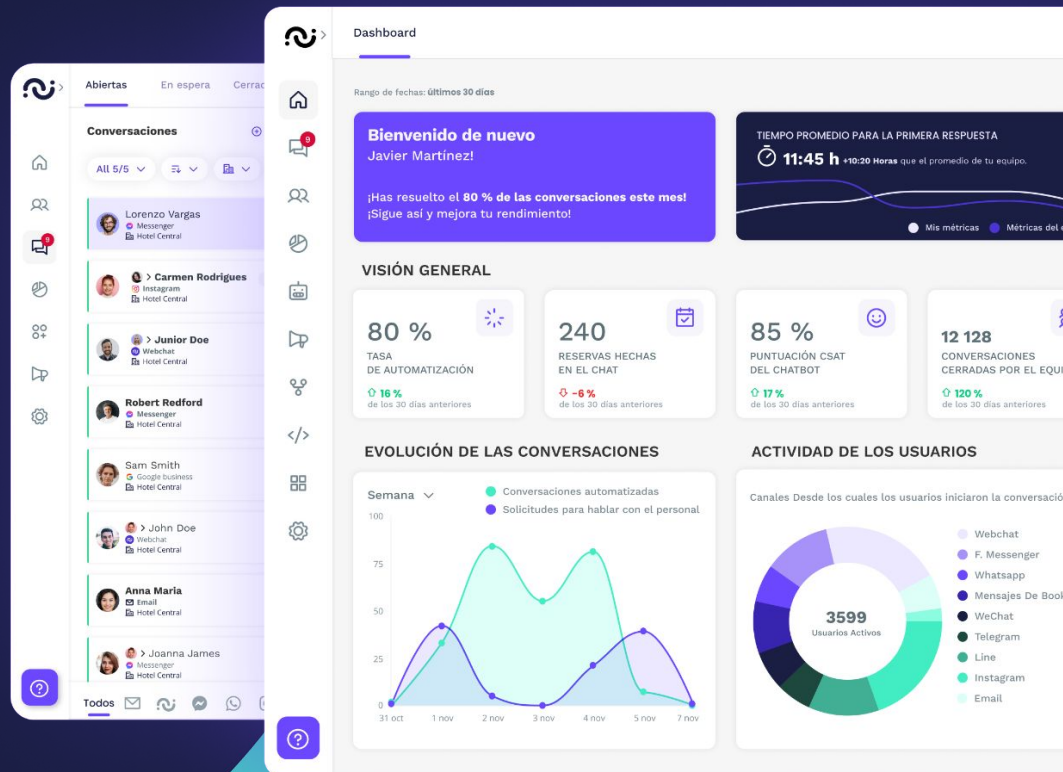 Abiertas
En espera
Cerrad
Conversaciones
All 5/5
Lorenzo Vargas
Messenger
Hotel Central
> Carmen Rodrigues
Instagram
Hotel Central
> Junior Doe
Webchat
Hotel Central
Robert Redford
Messenger
Hotel Central
Sam Smith
Google business
Hotel Central
> John Doe
Webchat
Hotel Central
Anna Maria
Email
Hotel Central
> Joanna James
Messenger
Hotel Central
Todos
9
Dashboard
9
Rango de fechas: últimos 30 días
Bienvenido de nuevo
Javier Martínez!
¡Has resuelto el 80 % de las conversaciones este mes!
¡Sigue así y mejora tu rendimiento!
TIEMPO PROMEDIO PARA LA PRIMERA RESPUESTA
11:45 h +10:20 Horas que el promedio de tu equipo.
Mis métricas
Métricas del e
VISIÓN GENERAL
80 %
TASA
DE AUTOMATIZACIÓN
16 %
de los 30 días anteriores
240
RESERVAS HECHAS
EN EL CHAT
-6 %
de los 30 días anteriores
85 %
PUNTUACIÓN CSAT
DEL CHATBOT
17 %
de los 30 días anteriores
12 128
CONVERSACIONES
CERRADAS POR EL EQUI
120 %
de los 30 días anteriores
EVOLUCIÓN DE LAS CONVERSACIONES
Semana
Conversaciones automatizadas
Solicitudes para hablar con el personal
100
75
50
25
0
31 oct
1 nov
2 nov
3 nov
4 nov
5 nov
7 nov
ACTIVIDAD DE LOS USUARIOS
Canales Desde los cuales los usuarios iniciaron la conversació
3599
Usuarios Activos
Webchat
F. Messenger
Whatsapp
Mensajes De Book
WeChat
Telegram
Line
Instagram
Email